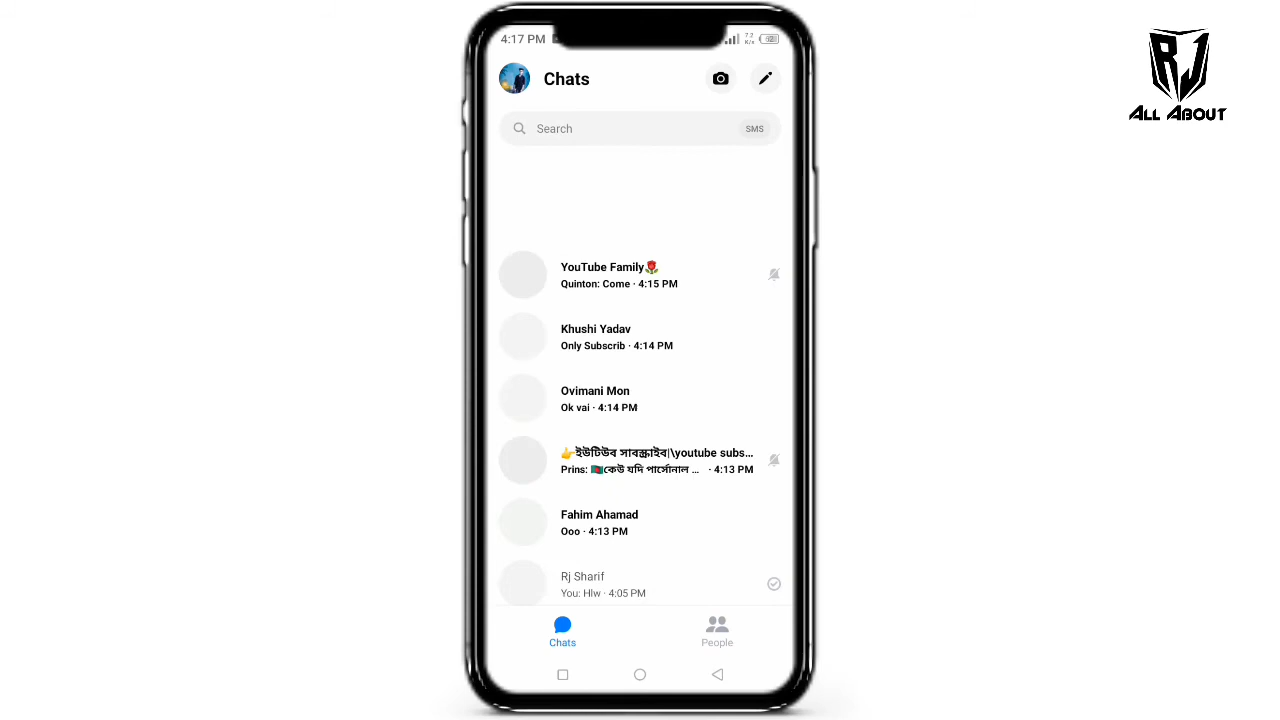 4:17 PM
Chats
Search
SMS
YouTube Family🌹
Quinton: Come · 4:15 PM
Khushi Yadav
Only Subscrib · 4:14 PM
Ovimani Mon
Ok vai · 4:14 PM
👉ইউটিউব সাবস্ক্রাইব|\youtube subs...
Prins: 🇧🇩কেউ যদি পার্সোনাল ... · 4:13 PM
Fahim Ahamad
Ooo · 4:13 PM
Rj Sharif
You: Hlw · 4:05 PM
Chats
People
RJ
ALL ABOUT